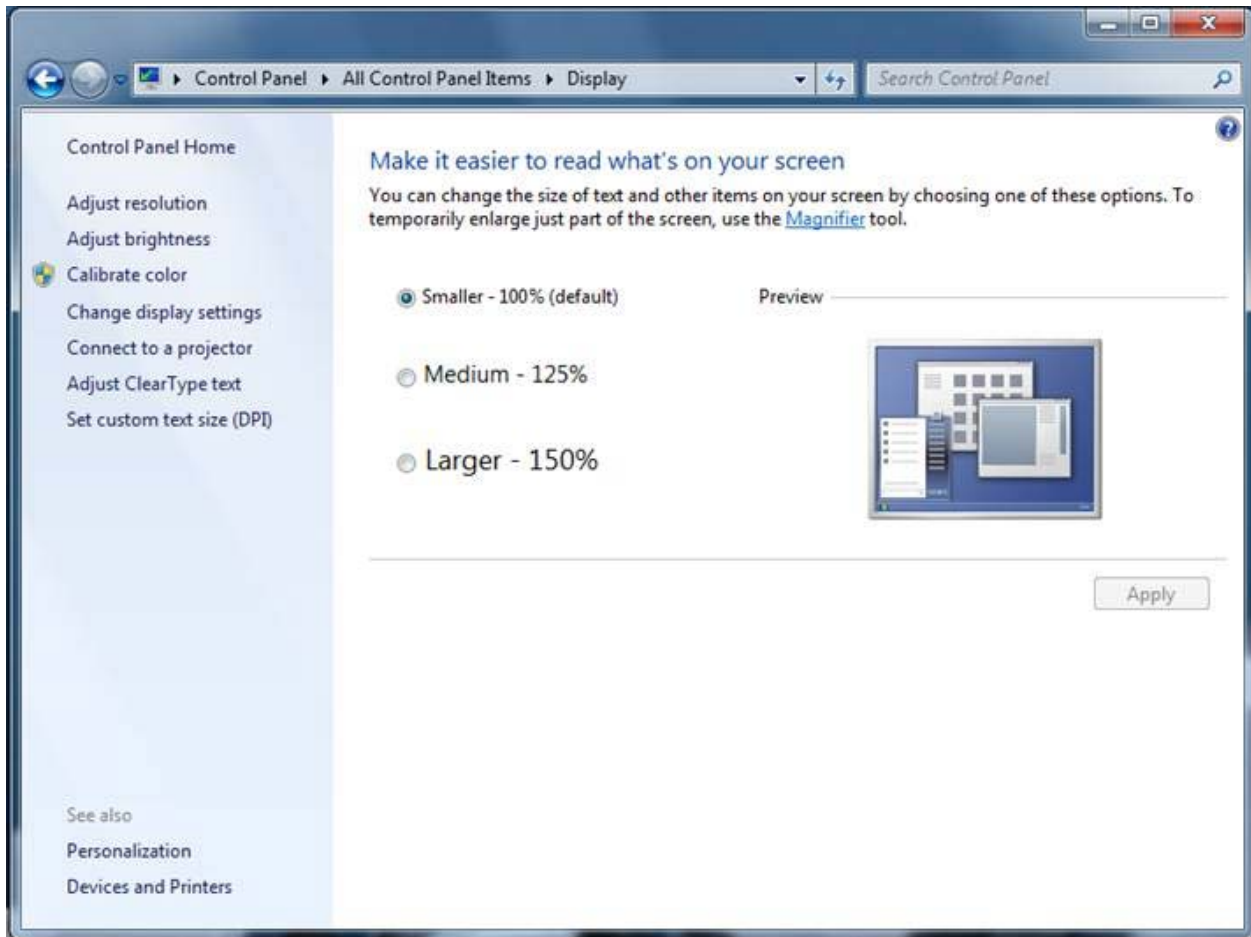 Control Panel ▸ All Control Panel Items ▸ Display
Search Control Panel
Control Panel Home
Adjust resolution
Adjust brightness
Calibrate color
Change display settings
Connect to a projector
Adjust ClearType text
Set custom text size (DPI)
See also
Personalization
Devices and Printers
Make it easier to read what's on your screen
You can change the size of text and other items on your screen by choosing one of these options. To
temporarily enlarge just part of the screen, use the Magnifier tool.
Smaller - 100% (default)
Preview
Medium - 125%
Larger - 150%
Apply